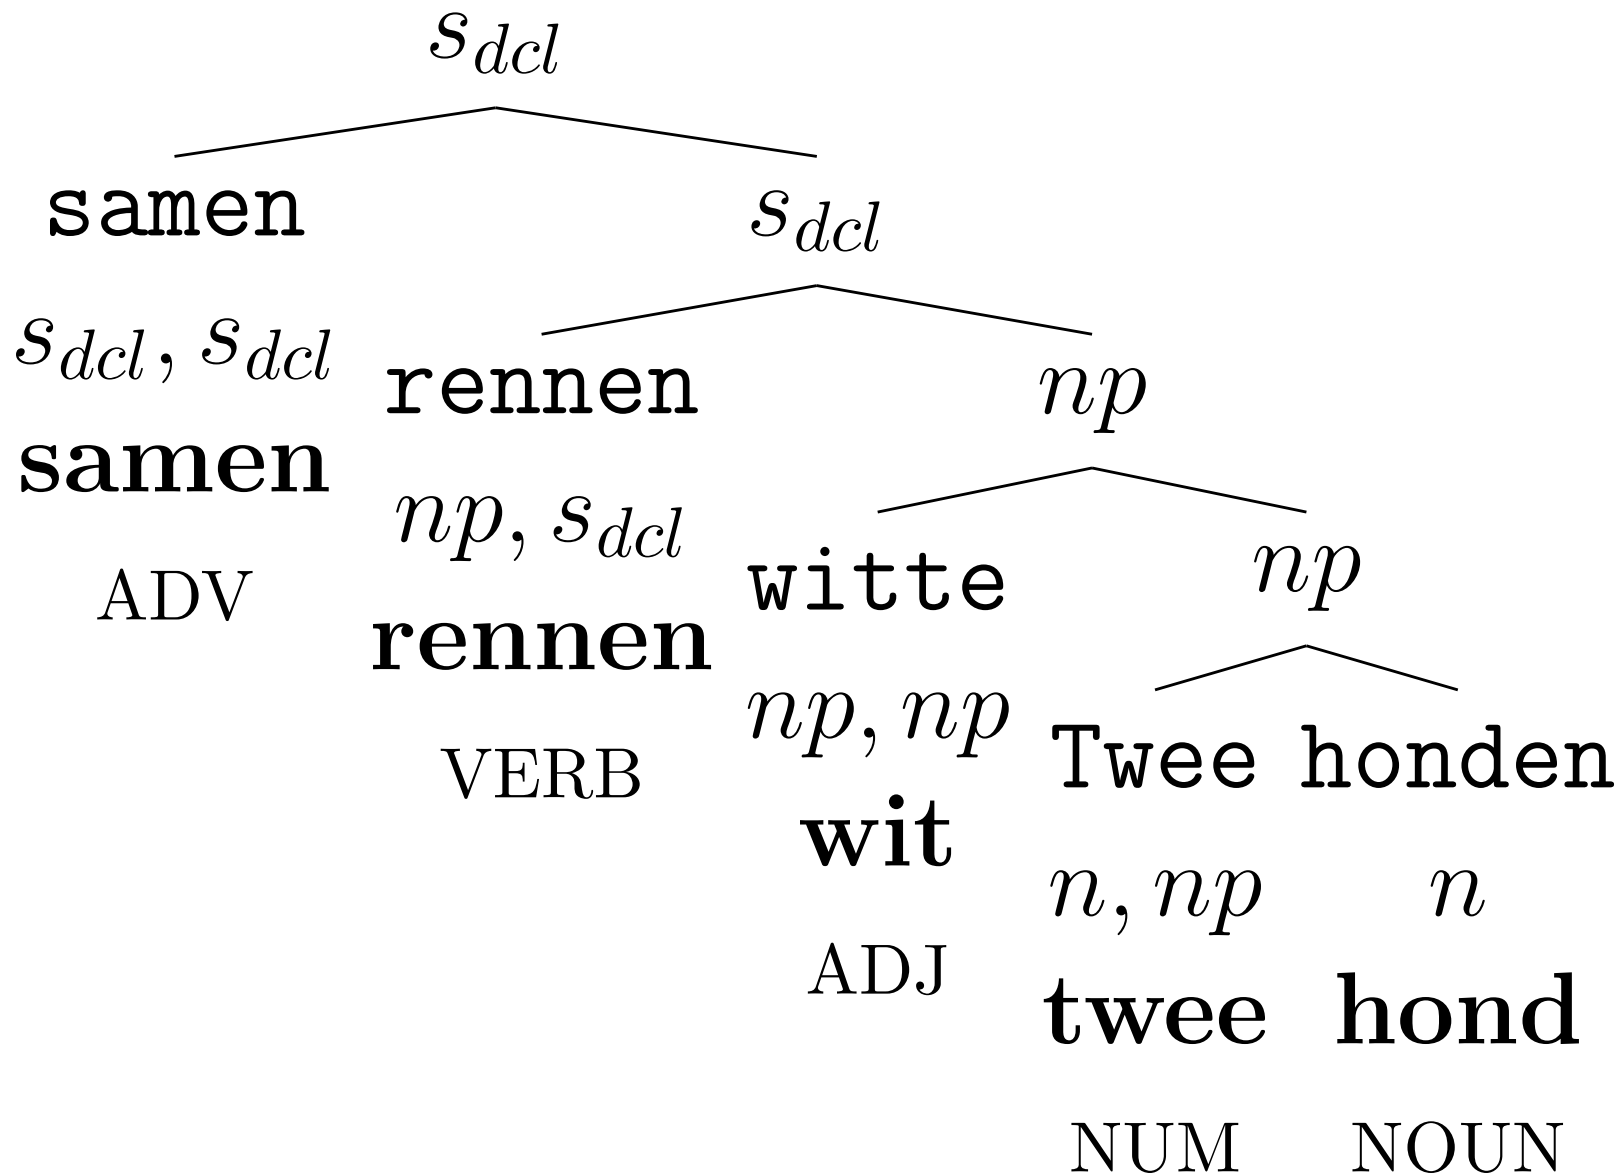 s_dcl
samen s_dcl
s_dcl, s_dcl rennen np
samen np, s_dcl witte np
ADV rennen np, np Twee honden
VERB wit n, np n
ADJ twee hond
NUM NOUN